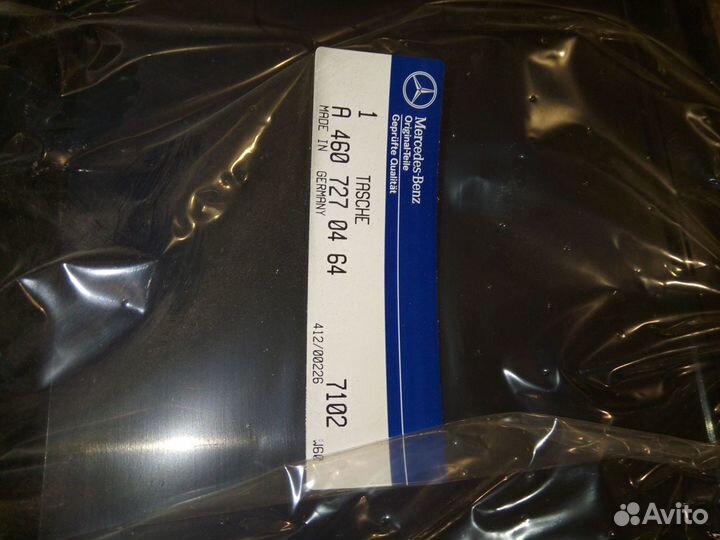 Mercedes-Benz
Original-Teile
Geprüfte Qualität
1 TASCHE
A 460 727 04 64 7102
MADE IN GERMANY 412/00226
Avito